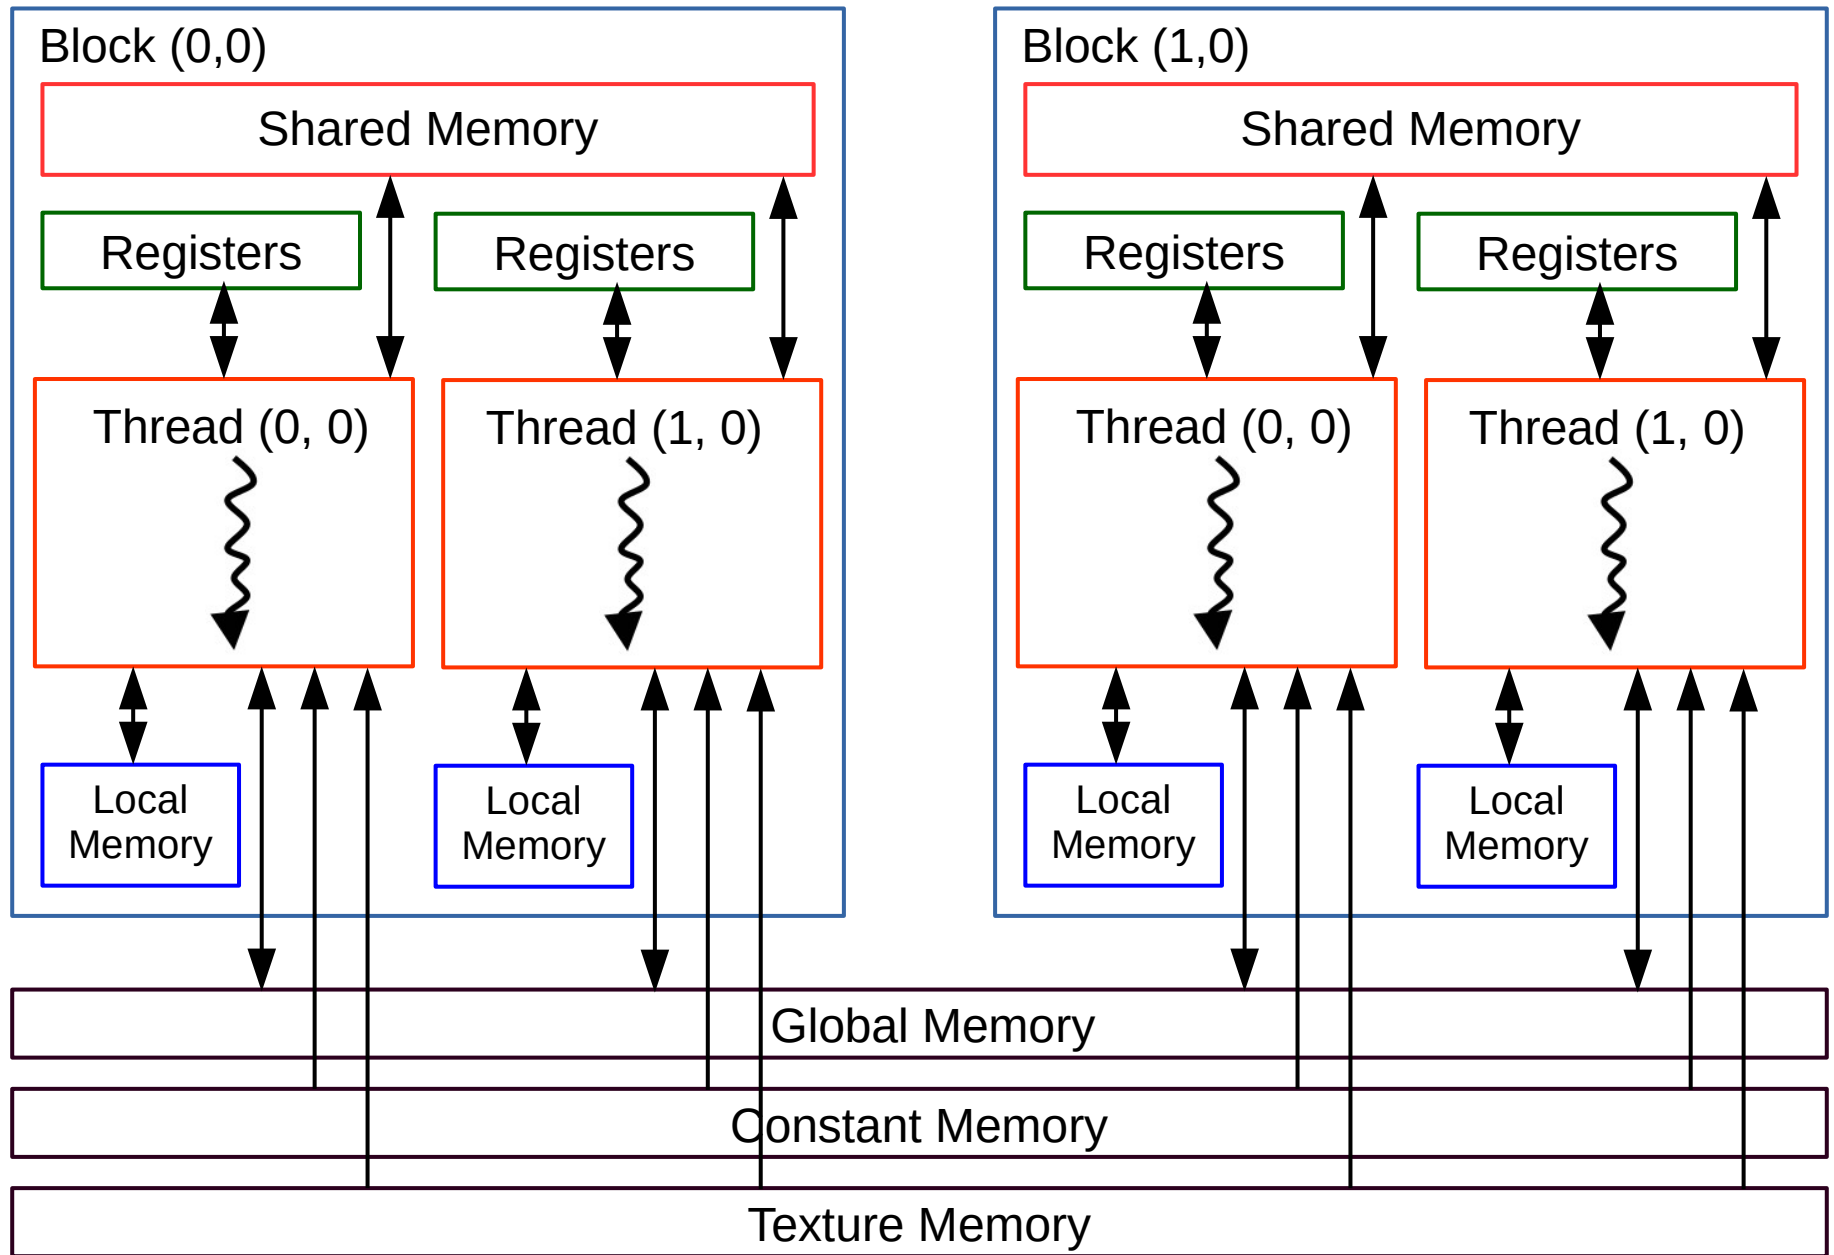 Block (0,0)
Shared Memory
Registers
Registers
Thread (0, 0)
Thread (1, 0)
Local
Memory
Local
Memory
Block (1,0)
Shared Memory
Registers
Registers
Thread (0, 0)
Thread (1, 0)
Local
Memory
Local
Memory
Global Memory
Constant Memory
Texture Memory